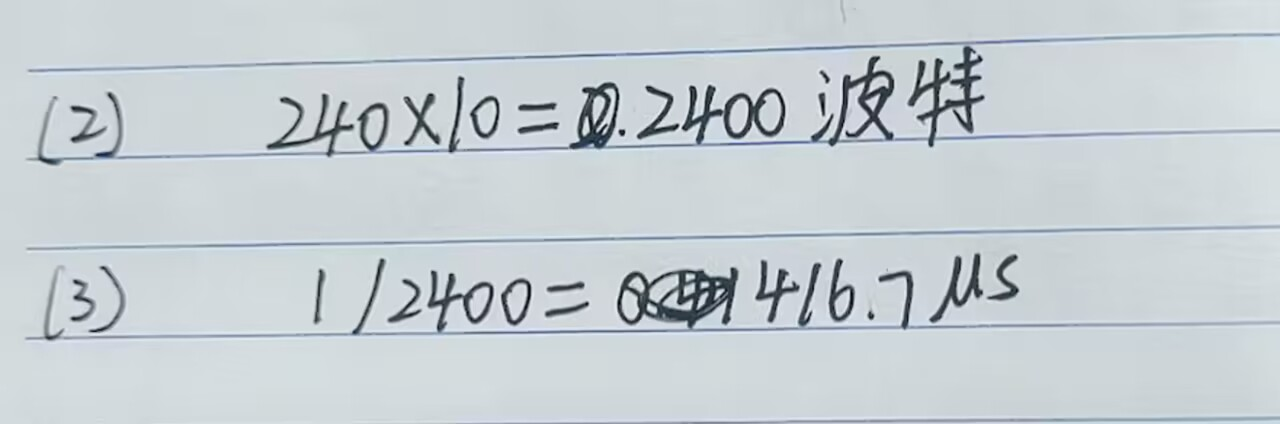 (2) 240×10=2400 波特
(3) 1/2400= 416.7 μs